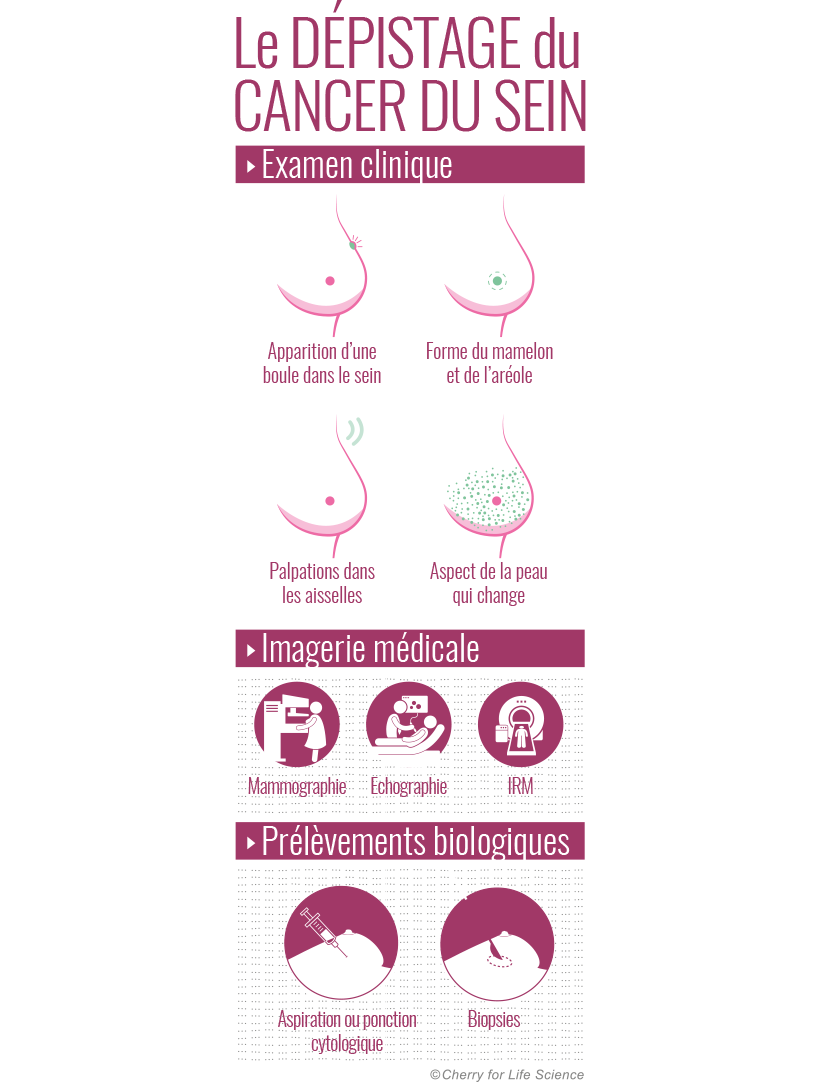 Le DÉPISTAGE du
CANCER DU SEIN
Examen clinique
Apparition d’une
boule dans le sein
Forme du mamelon
et de l’aréole
Palpations dans
les aisselles
Aspect de la peau
qui change
Imagerie médicale
Mammographie
Echographie
IRM
Prélèvements biologiques
Aspiration ou ponction
cytologique
Biopsies
©Cherry for Life Science